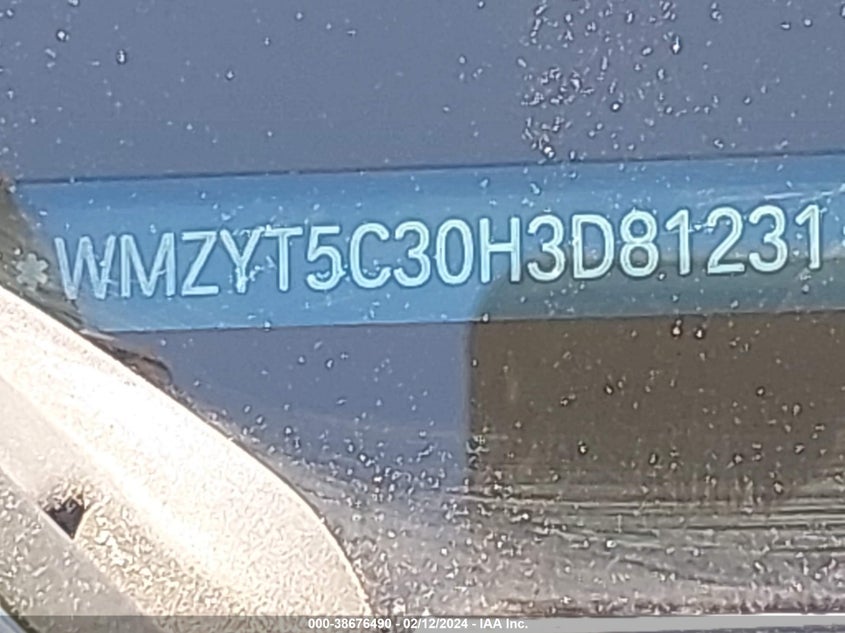 *WMZYT5C30H3D81231*
000-38676490 - 02/12/2024 - IAA Inc.